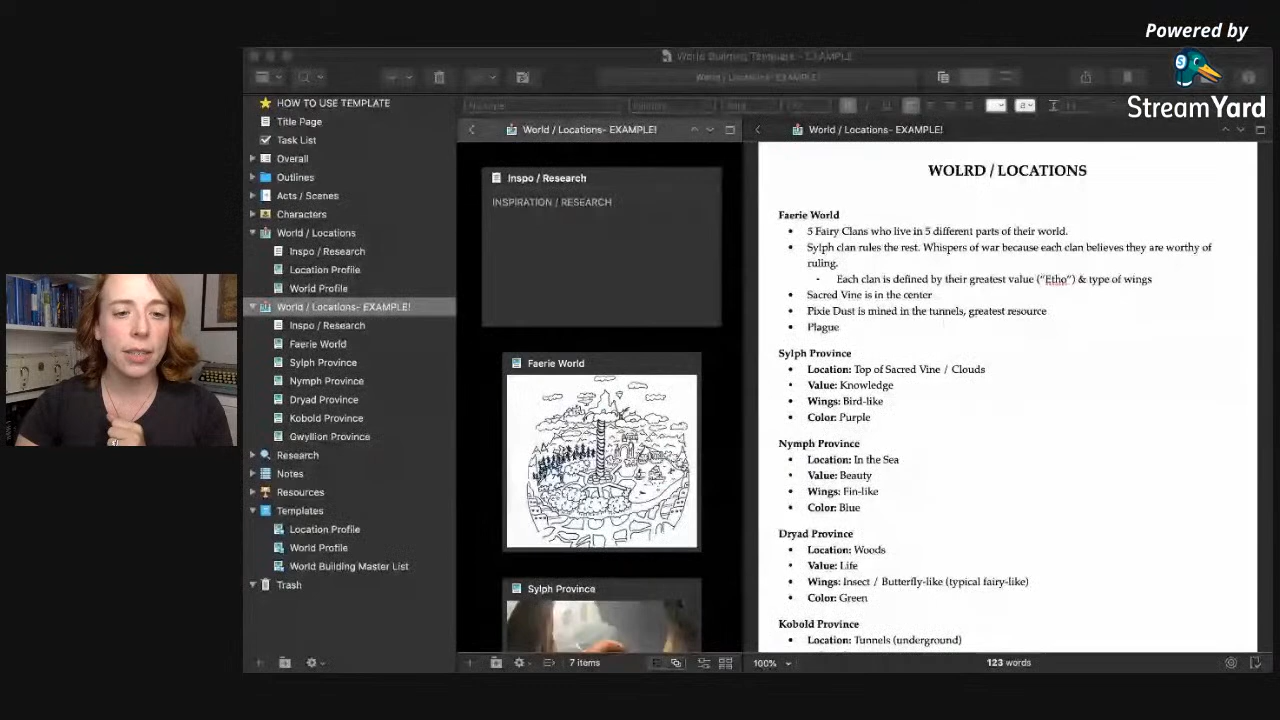 Powered by
StreamYard
World Building Template - EXAMPLE
World / Locations- EXAMPLE!
HOW TO USE TEMPLATE
Title Page
Task List
Overall
Outlines
Acts / Scenes
Characters
World / Locations
Inspo / Research
Location Profile
World Profile
World / Locations- EXAMPLE!
Inspo / Research
Faerie World
Sylph Province
Nymph Province
Dryad Province
Kobold Province
Gwyllion Province
Research
Notes
Resources
Templates
Location Profile
World Profile
World Building Master List
Trash
World / Locations- EXAMPLE!
Inspo / Research
INSPIRATION / RESEARCH
Faerie World
Sylph Province
7 items
World / Locations- EXAMPLE!
WOLRD / LOCATIONS
Faerie World
• 5 Fairy Clans who live in 5 different parts of their world.
• Sylph clan rules the rest. Whispers of war because each clan believes they are worthy of
ruling.
- Each clan is defined by their greatest value ("Etho") & type of wings
• Sacred Vine is in the center
• Pixie Dust is mined in the tunnels, greatest resource
• Plague
Sylph Province
• Location: Top of Sacred Vine / Clouds
• Value: Knowledge
• Wings: Bird-like
• Color: Purple
Nymph Province
• Location: In the Sea
• Value: Beauty
• Wings: Fin-like
• Color: Blue
Dryad Province
• Location: Woods
• Value: Life
• Wings: Insect / Butterfly-like (typical fairy-like)
• Color: Green
Kobold Province
• Location: Tunnels (underground)
100%
123 words